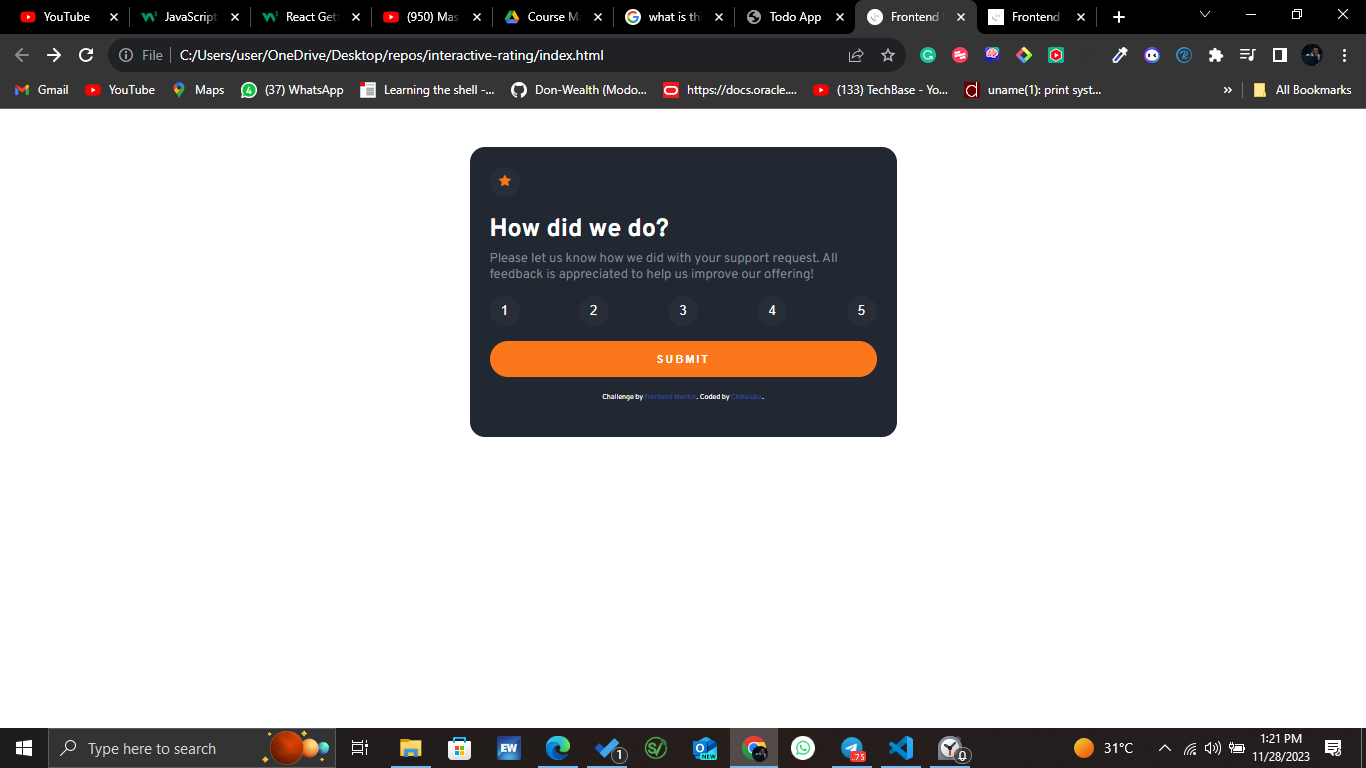 YouTube
JavaScript
React Gett
(950) Mas
Course Ma
what is thi
Todo App
Frontend
Frontend
File
C:/Users/user/OneDrive/Desktop/repos/interactive-rating/index.html
Gmail
YouTube
Maps
(37) WhatsApp
Learning the shell -...
Don-Wealth (Modo...
https://docs.oracle....
(133) TechBase - Yo...
uname(1): print syst...
» All Bookmarks
How did we do?
Please let us know how we did with your support request. All
feedback is appreciated to help us improve our offering!
1 2 3 4 5
SUBMIT
Challenge by Frontend Mentor. Coded by Chikelube.
Type here to search
EW
NEW
1
.75
31°C
1:21 PM
11/28/2023